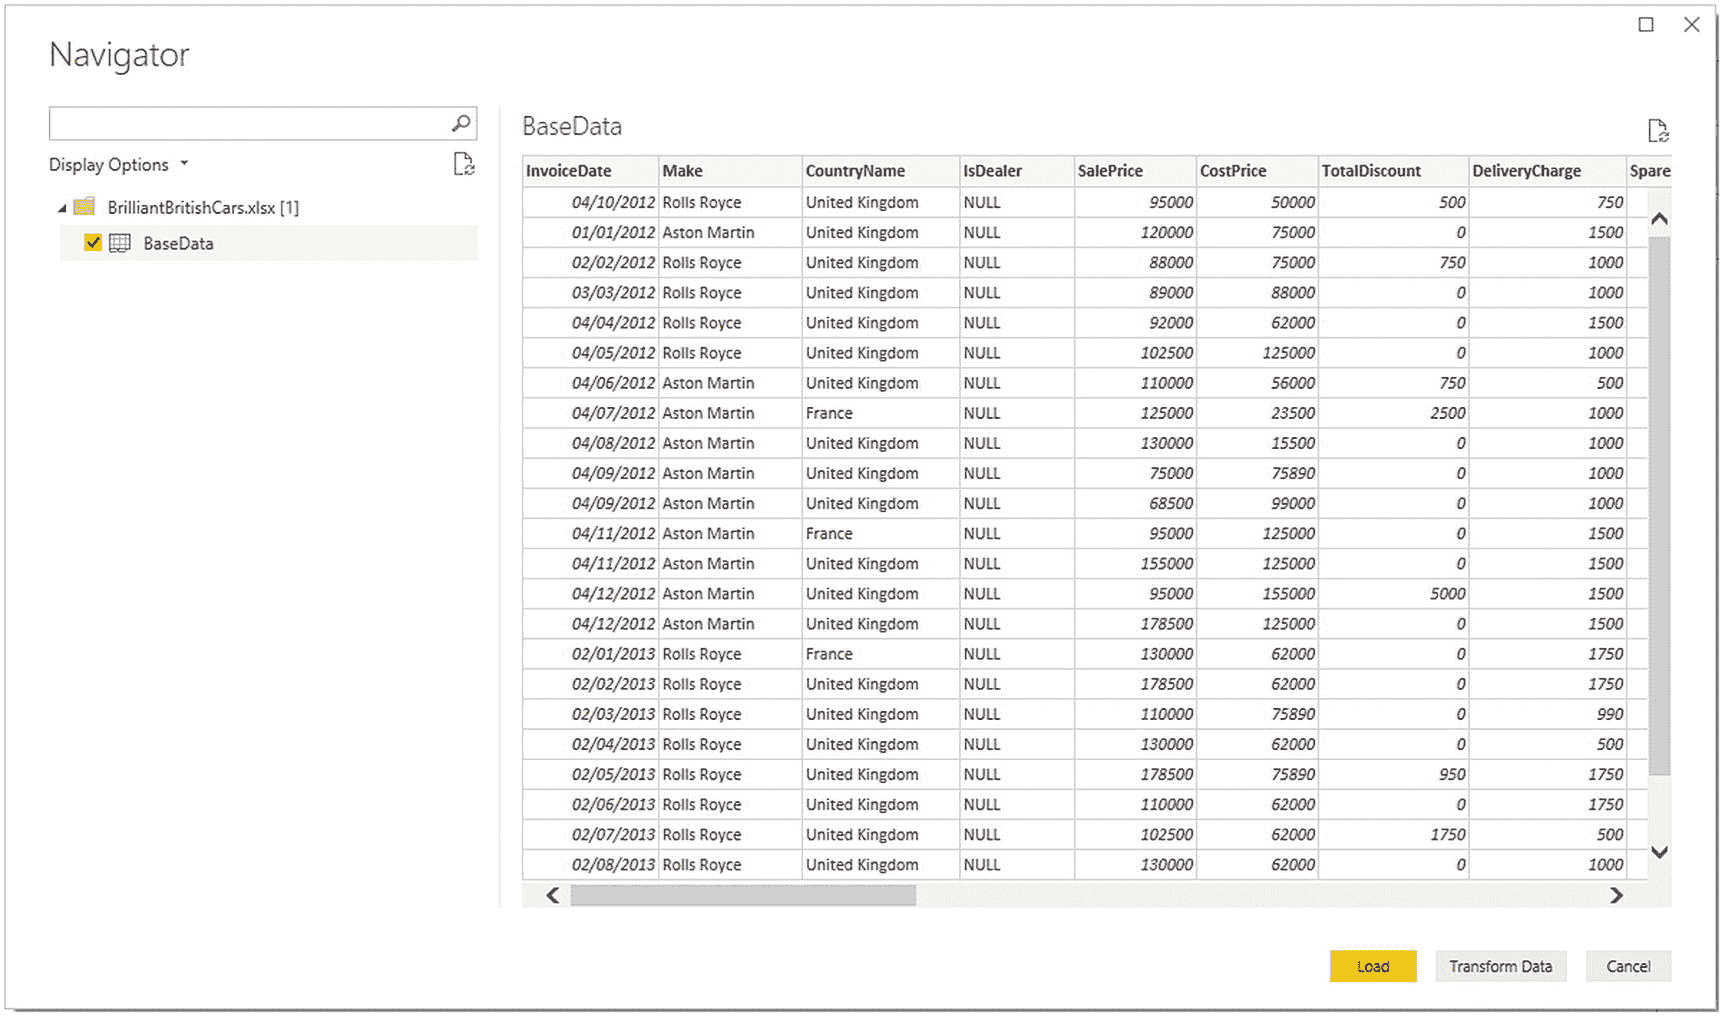 Navigator
Display Options
BrilliantBritishCars.xlsx [1]
BaseData
BaseData
InvoiceDate Make CountryName IsDealer SalePrice CostPrice TotalDiscount DeliveryCharge Spare
04/10/2012 Rolls Royce United Kingdom NULL 95000 50000 500 750
01/01/2012 Aston Martin United Kingdom NULL 120000 75000 0 1500
02/02/2012 Rolls Royce United Kingdom NULL 88000 75000 750 1000
03/03/2012 Rolls Royce United Kingdom NULL 89000 88000 0 1000
04/04/2012 Rolls Royce United Kingdom NULL 92000 62000 0 1500
04/05/2012 Rolls Royce United Kingdom NULL 102500 125000 0 1000
04/06/2012 Aston Martin United Kingdom NULL 110000 56000 750 500
04/07/2012 Aston Martin France NULL 125000 23500 2500 1000
04/08/2012 Aston Martin United Kingdom NULL 130000 15500 0 1000
04/09/2012 Aston Martin United Kingdom NULL 75000 75890 0 1000
04/09/2012 Aston Martin United Kingdom NULL 68500 99000 0 1000
04/11/2012 Aston Martin France NULL 95000 125000 0 1500
04/11/2012 Aston Martin United Kingdom NULL 155000 125000 0 1500
04/12/2012 Aston Martin United Kingdom NULL 95000 155000 5000 1500
04/12/2012 Aston Martin United Kingdom NULL 178500 125000 0 1500
02/01/2013 Rolls Royce France NULL 130000 62000 0 1750
02/02/2013 Rolls Royce United Kingdom NULL 178500 62000 0 1750
02/03/2013 Rolls Royce United Kingdom NULL 110000 75890 0 990
02/04/2013 Rolls Royce United Kingdom NULL 130000 62000 0 500
02/05/2013 Rolls Royce United Kingdom NULL 178500 75890 950 1750
02/06/2013 Rolls Royce United Kingdom NULL 110000 62000 0 1750
02/07/2013 Rolls Royce United Kingdom NULL 102500 62000 1750 500
02/08/2013 Rolls Royce United Kingdom NULL 130000 62000 0 1000
Load Transform Data Cancel